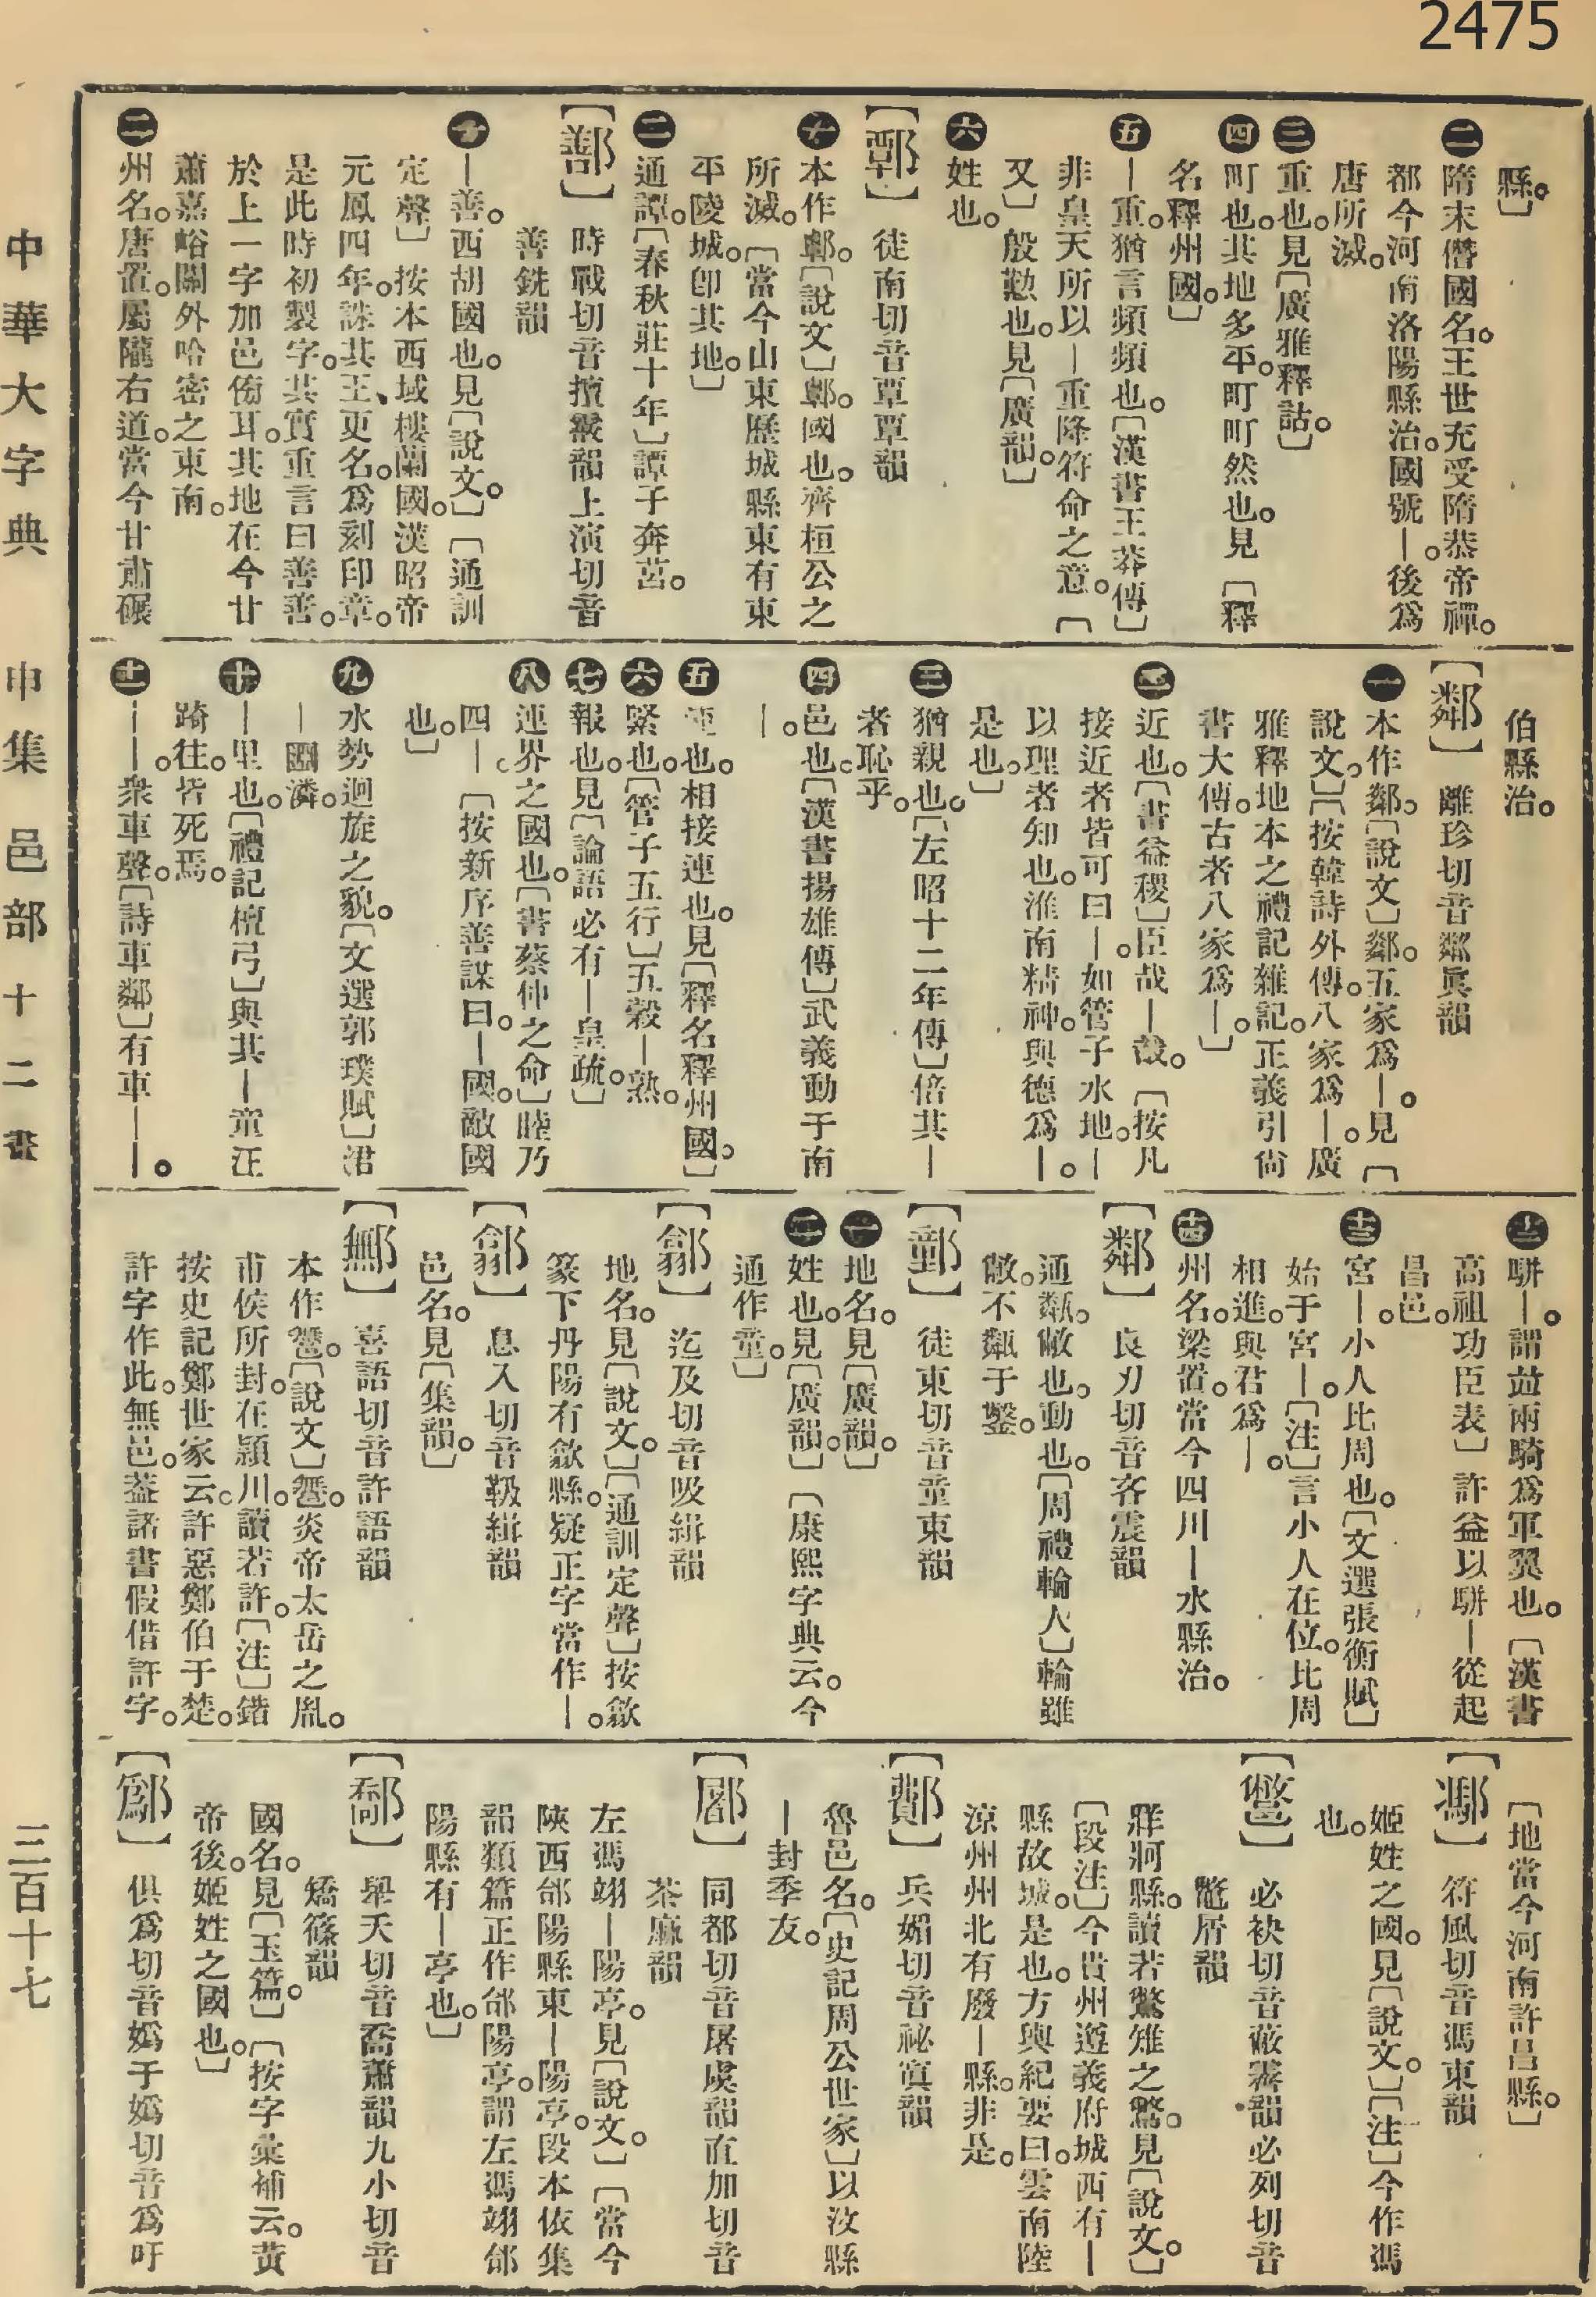 2475
縣。〕
㊁隋末僭國名。王世充受隋恭帝禪。
都今河南洛陽縣治。國號—。後爲
唐所滅。
㊂重也。見〔廣雅釋詁。〕
㊃町也。其地多平。町町然也。見〔釋
名釋州國。〕
㊄—重。猶言頻頻也。〔漢書王莽傳〕
非皇天所以—重降符命之意。〔
又〕殷懃也。見〔廣韻。〕
㊅姓也。
【鄲】徒南切音覃覃韻
㊀本作鄿。〔說文〕鄿。國也。齊桓公之
所滅。〔當今山東歷城縣東有東
平陵城。卽其地。〕
㊁通譚。〔春秋莊十年〕譚子奔莒。
【鄯】時戰切音擅霰韻上演切音
善銑韻
㊀—善。西胡國也。見〔說文。〕〔通訓
定聲〕按本西域樓蘭國。漢昭帝
元鳳四年。誅其王、更名。爲刻印章。
是此時初製字。其實重言曰善善。
於上一字加邑傍耳。其地在今甘
肅嘉峪關外哈密之東南。
㊁州名。唐置。屬隴右道。當今甘肅碾
伯縣治。
【鄰】離珍切音粼眞韻
㊀本作鄰。〔說文〕鄰。五家爲—。見〔
說文。〕〔按韓詩外傳。八家爲—。廣
雅釋地本之禮記雜記。正義引尙
書大傳。古者八家爲—。〕
㊁近也。〔書益稷〕臣哉—哉。〔按凡
接近者皆可曰—。如管子水地。—
以理者知也。淮南精神。與德爲—。
是也。〕
㊂猶親也。〔左昭十二年傳〕倍其—
者恥乎。
㊃邑也。〔漢書揚雄傳〕武義動于南
—。
㊄連也。相接連也。見〔釋名釋州國。〕
㊅緊也。〔管子五行〕五穀—熟。
㊆報也。見〔論語必有—皇疏。〕
㊇連界之國也。〔書蔡仲之命〕睦乃
四—。〔按新序善謀曰。—國。敵國
也。〕
㊈水勢迴旋之貌。〔文選郭璞賦〕涒
—圝潾。
㊉—里也。〔禮記檀弓〕與其—童汪
踦往。皆死焉。
十一——。衆車聲。〔詩車鄰〕有車——。
十二駢—。謂並兩騎爲軍翼也。〔漢書
高祖功臣表〕許益以駢—從起
昌邑。
十三宮—。小人比周也。〔文選張衡賦〕
始于宮—。〔注〕言小人在位。比周
相進。與君爲—。
十四州名。梁置。當今四川—水縣治。
【鄰】良刃切音吝震韻
通甐。敝也。動也。〔周禮輪人〕輪雖
敝。不甐于鑿。
【鄣】徒東切音童東韻
㊀地名。見〔廣韻。〕
㊁姓也。見〔廣韻。〕〔康熙字典云。今
通作童。〕
【鄒】迄及切音吸緝韻
地名。見〔說文。〕〔通訓定聲〕按歙
篆下丹陽有歙縣。疑正字當作—。
息入切音靸緝韻
邑名。見〔集韻。〕
【鄦】喜語切音許語韻
本作𨞫。〔說文〕𨞫。炎帝太岳之胤。
甫侯所封。在潁川。讀若許。〔注〕鍇
按史記鄭世家云。許惡鄭伯于楚。
許字作此。無邑。蓋諸書假借許字。
〔地當今河南許昌縣。〕
【鄢】符風切音馮東韻
姬姓之國。見〔說文。〕〔注〕今作馮
也。
必袂切音蔽霽韻必列切音
鼈屑韻
牂牁縣。讀若鷩雉之鷩。見〔說文。〕
〔段注〕今貴州遵義府城西有—
縣故城是也。方輿紀要曰。雲南陸
涼州州北有廢—縣。非是。
【鄪】兵媚切音祕寘韻
魯邑名。〔史記周公世家〕以汶縣
—封季友。
【𨞓】同都切音屠虞韻直加切音
茶麻韻
左馮翊—陽亭。見〔說文。〕〔當今
陝西郃陽縣東—陽亭。段本依集
韻類篇正作郃陽亭。謂左馮翊郃
陽縣有—亭也。〕
【鄗】舉夭切音喬蕭韻九小切音
矯篠韻
國名。見〔玉篇。〕〔按字彙補云。黃
帝後。姬姓之國也。〕
【鄬】俱爲切音嬀于嬀切音爲吁
中華大字典　申集　邑部　十二畫　三百十七